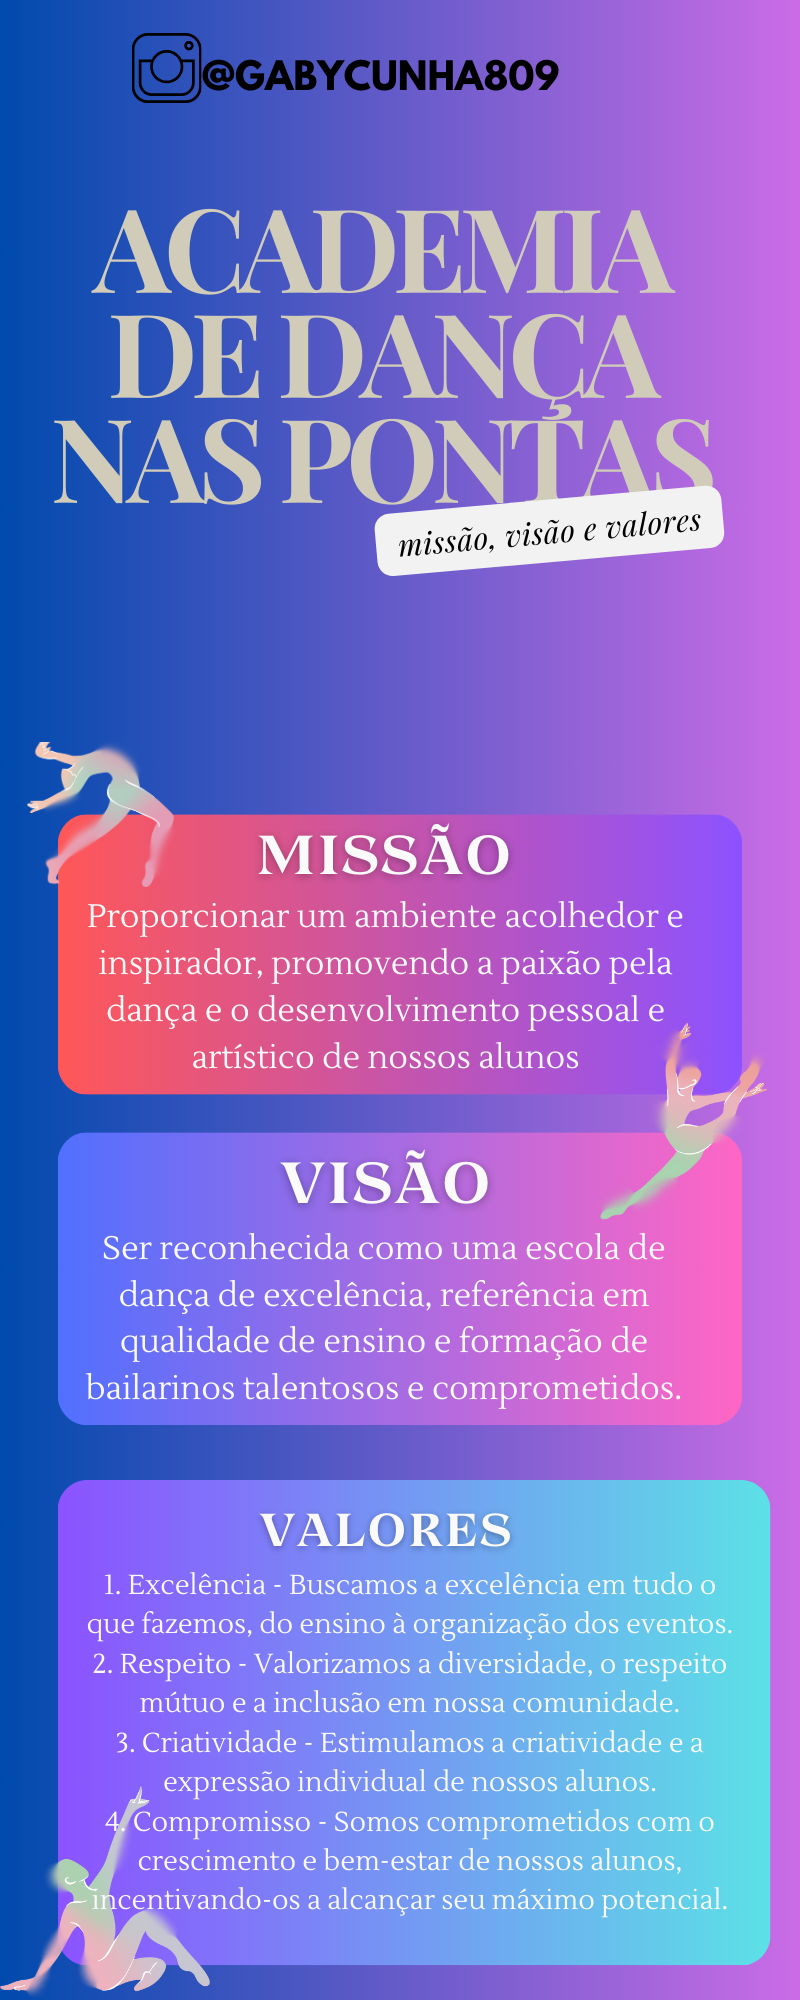 @GABYCUNHA809
ACADEMIA
DE DANÇA
NAS PONTAS
missão, visão e valores
MISSÃO
Proporcionar um ambiente acolhedor e
inspirador, promovendo a paixão pela
dança e o desenvolvimento pessoal e
artístico de nossos alunos
VISÃO
Ser reconhecida como uma escola de
dança de excelência, referência em
qualidade de ensino e formação de
bailarinos talentosos e comprometidos.
VALORES
1. Excelência - Buscamos a excelência em tudo o
que fazemos, do ensino à organização dos eventos.
2. Respeito - Valorizamos a diversidade, o respeito
mútuo e a inclusão em nossa comunidade.
3. Criatividade - Estimulamos a criatividade e a
expressão individual de nossos alunos.
4. Compromisso - Somos comprometidos com o
crescimento e bem-estar de nossos alunos,
incentivando-os a alcançar seu máximo potencial.